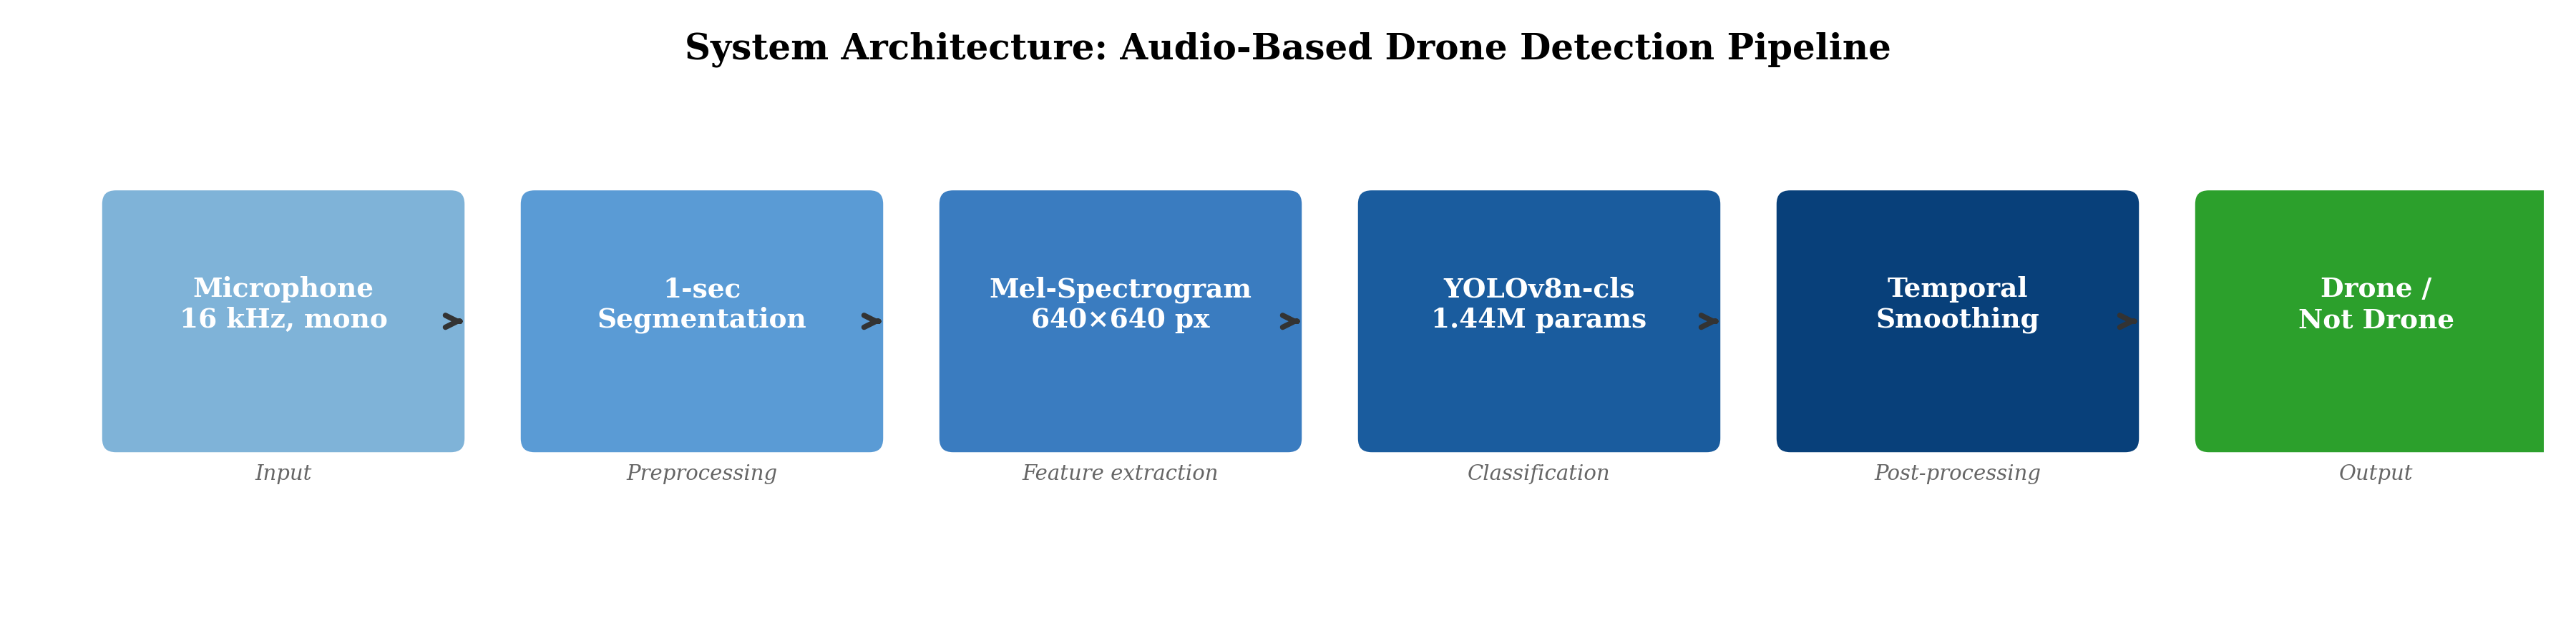 System Architecture: Audio-Based Drone Detection Pipeline
Microphone
16 kHz, mono
Input
1-sec
Segmentation
Preprocessing
Mel-Spectrogram
640×640 px
Feature extraction
YOLOv8n-cls
1.44M params
Classification
Temporal
Smoothing
Post-processing
Drone /
Not Drone
Output